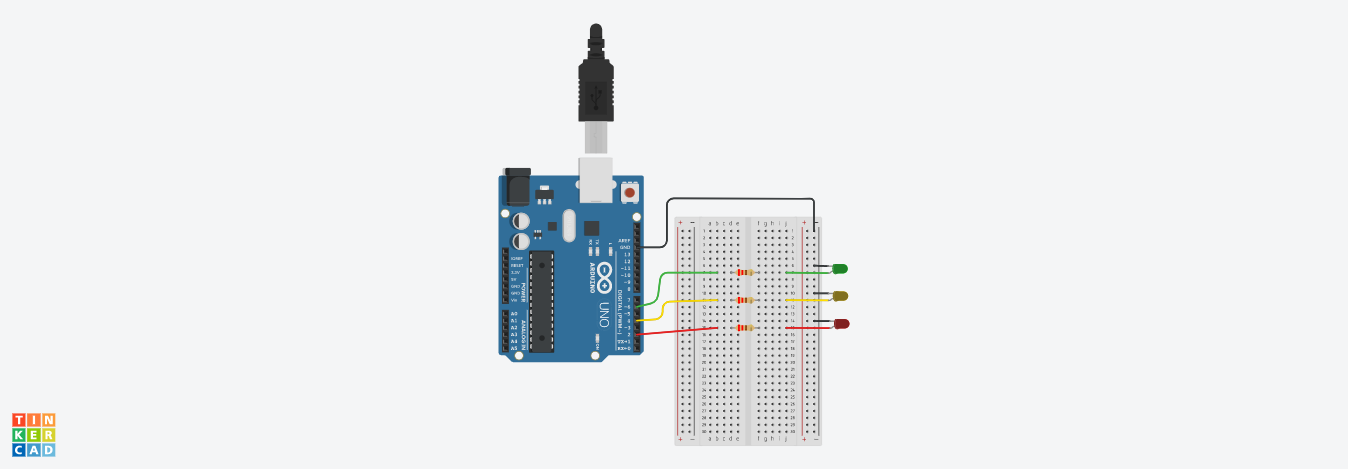 AREF
GND
13
12
~11
~10
~9
8
7
~6
~5
4
~3
2
TX→1
RX←0
DIGITAL (PWM~)
L
TX
RX
ARDUINO
UNO
ON
IOREF
RESET
3.3V
5V
GND
GND
Vin
POWER
A0
A1
A2
A3
A4
A5
ANALOG IN
+ − a b c d e f g h i j + −
+ − a b c d e f g h i j + −
TIN
KER
CAD